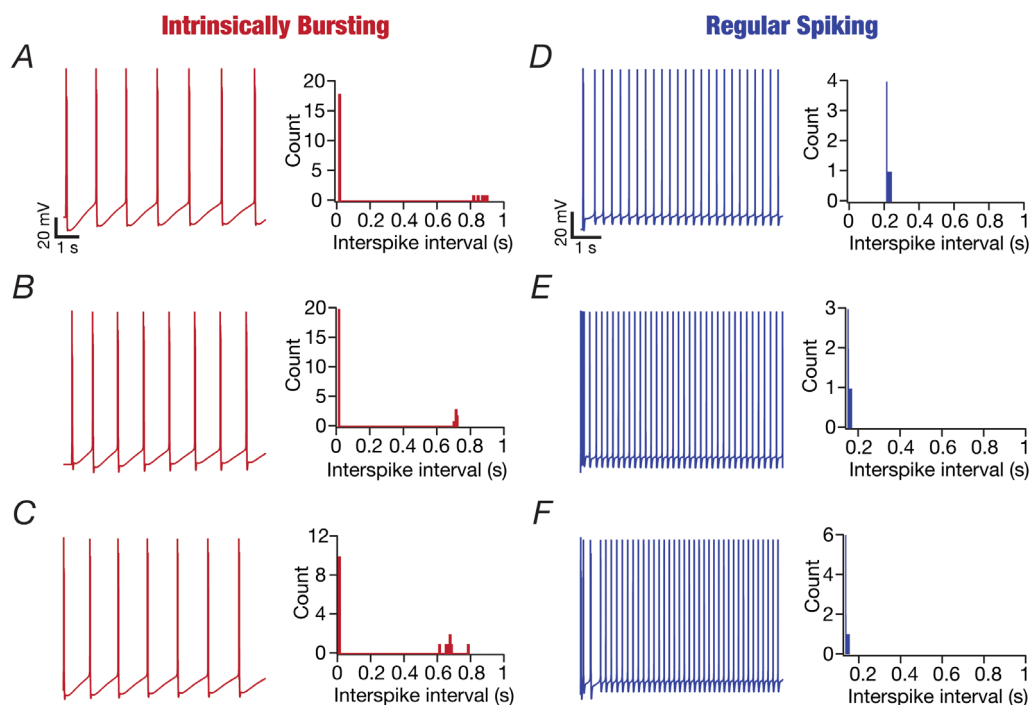 Intrinsically Bursting
Regular Spiking
A
20 mV
1 s
Count
20
15
10
5
0
0 0.2 0.4 0.6 0.8 1
Interspike interval (s)
D
20 mV
1 s
Count
4
3
2
1
0
0 0.2 0.4 0.6 0.8 1
Interspike interval (s)
B
Count
20
15
10
5
0
0 0.2 0.4 0.6 0.8 1
Interspike interval (s)
E
Count
3
2
1
0
0.2 0.4 0.6 0.8 1
Interspike interval (s)
C
Count
12
8
4
0
0 0.2 0.4 0.6 0.8 1
Interspike interval (s)
F
Count
6
4
2
0
0.2 0.4 0.6 0.8 1
Interspike interval (s)